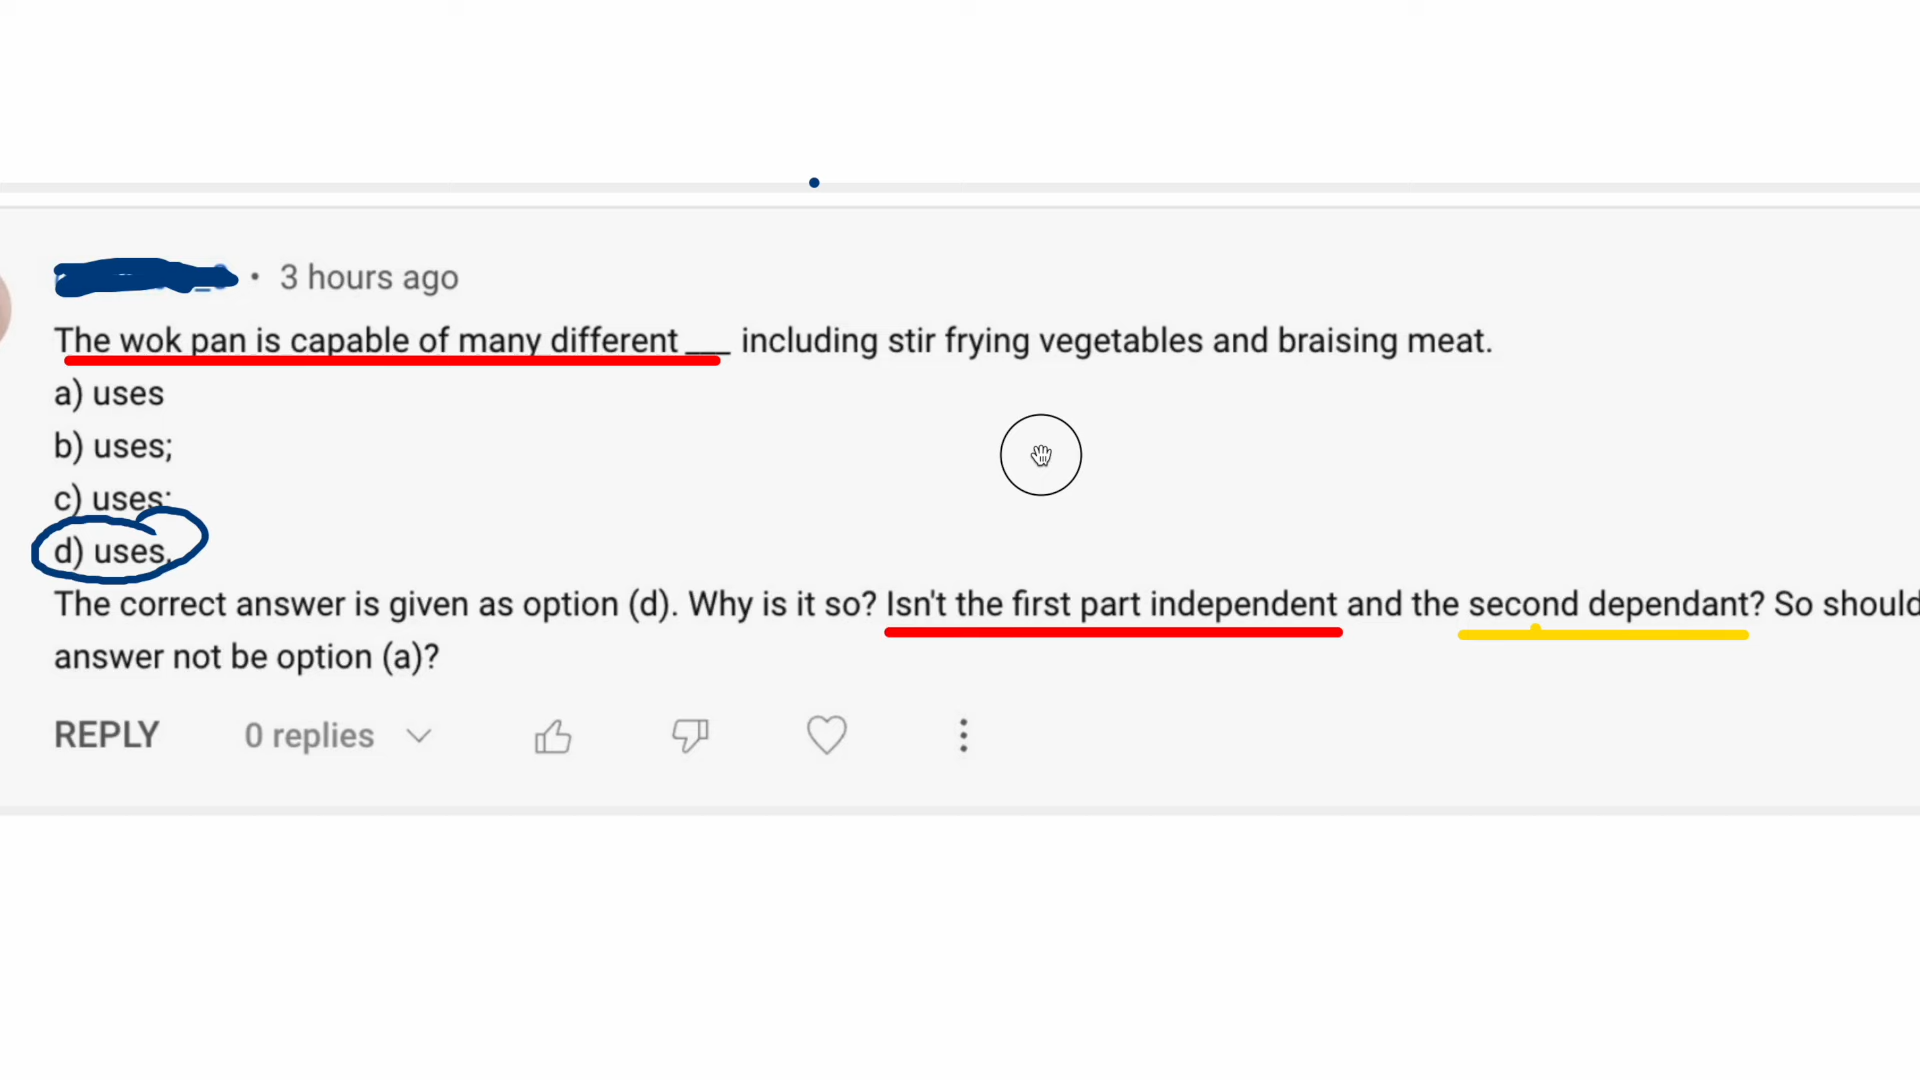 • 3 hours ago
The wok pan is capable of many different ___ including stir frying vegetables and braising meat.
a) uses
b) uses;
c) uses:
d) uses,
The correct answer is given as option (d). Why is it so? Isn't the first part independent and the second dependant? So should
answer not be option (a)?
REPLY 0 replies